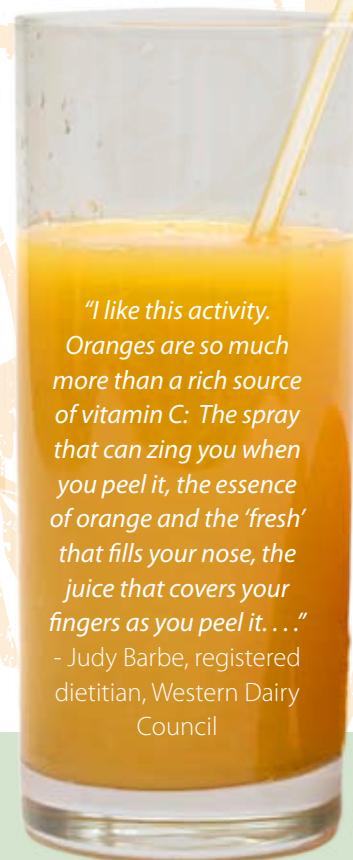 “I like this activity.
Oranges are so much
more than a rich source
of vitamin C:  The spray
that can zing you when
you peel it, the essence
of orange and the ‘fresh’
that fills your nose, the
juice that covers your
fingers as you peel it. . . .”
- Judy Barbe, registered
dietitian, Western Dairy
Council